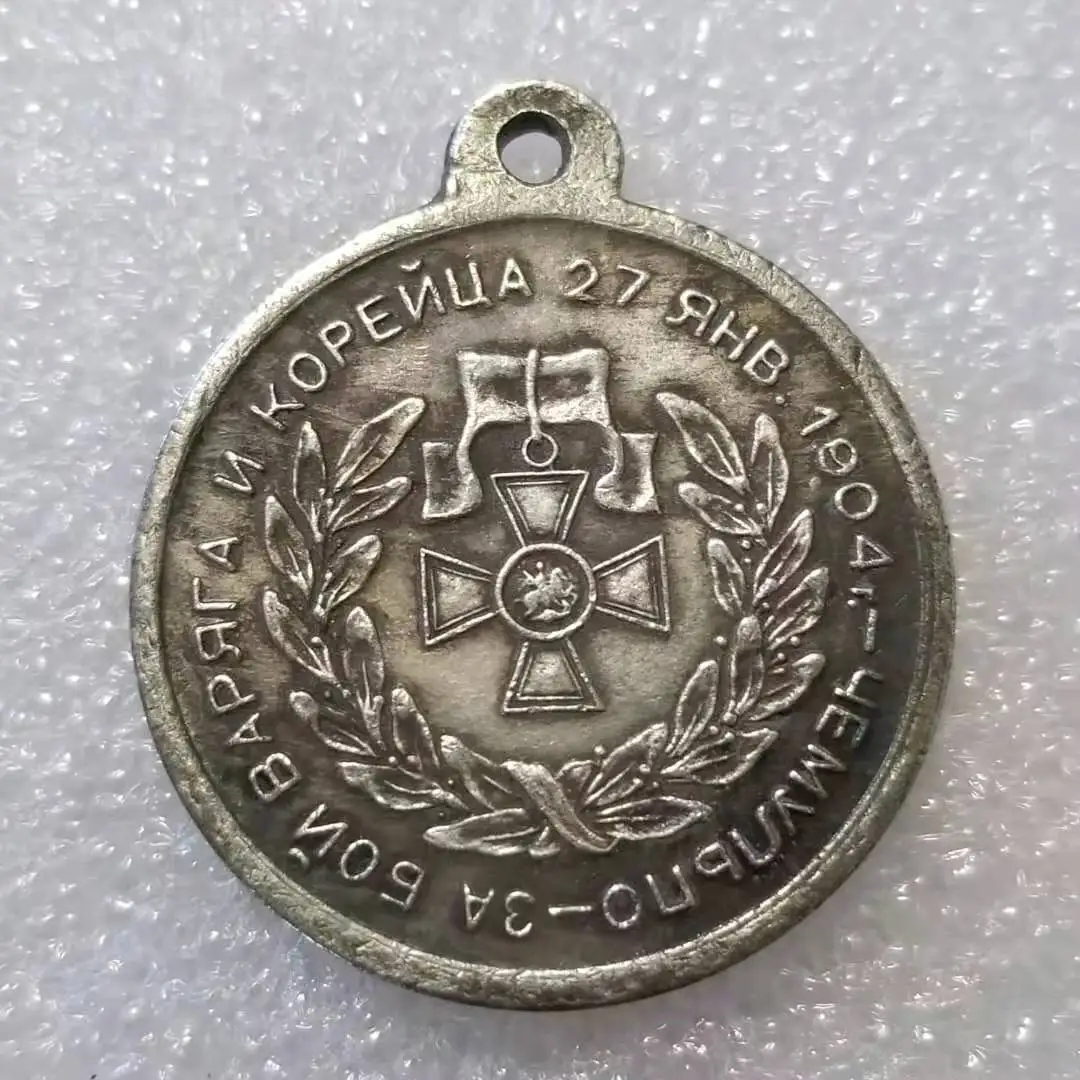 ЗА БОЙ ВАРЯГА И КОРЕЙЦА 27 ЯНВ. 1904 г. – ЧЕМУЛЬПО –